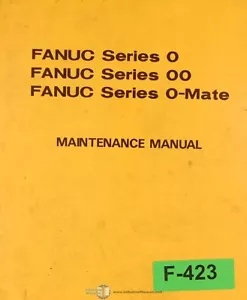 FANUC Series 0
FANUC Series 00
FANUC Series 0-Mate
MAINTENANCE MANUAL
F-423